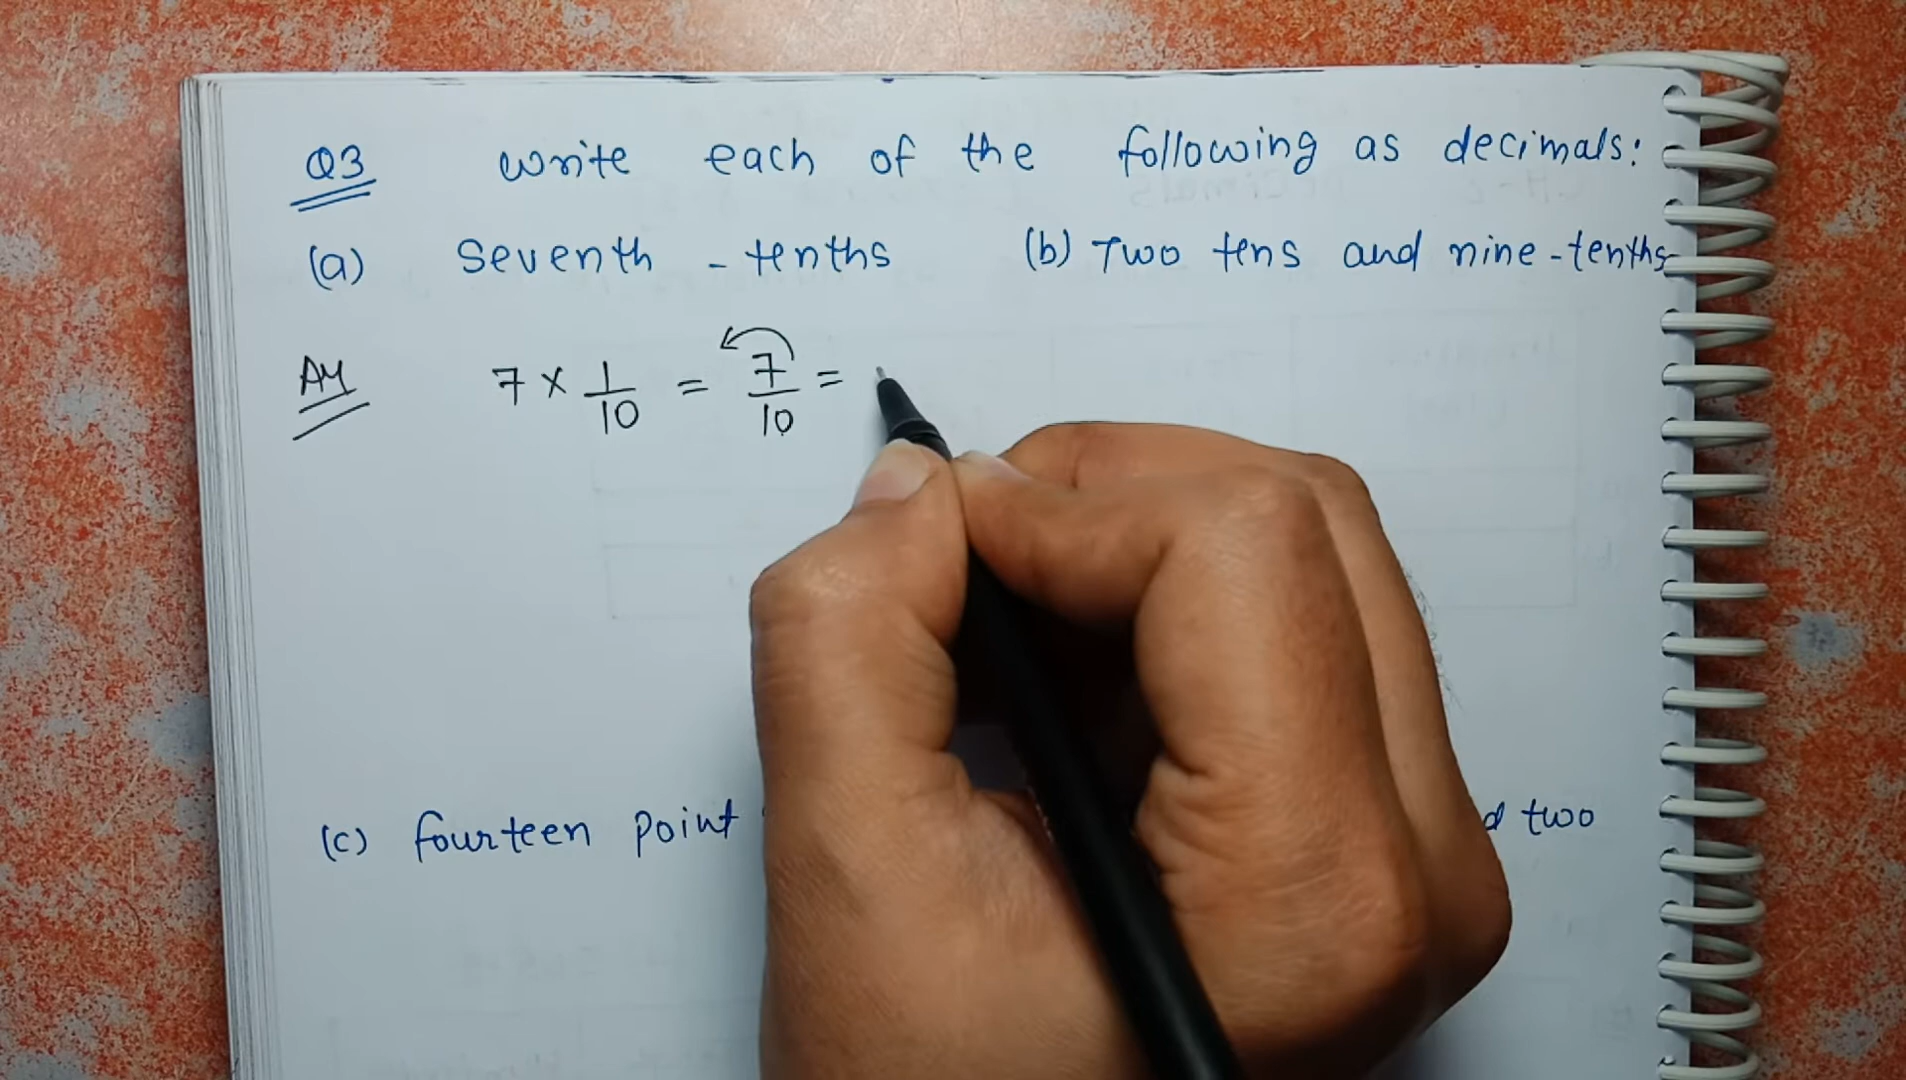 Q3 write each of the following as decimals:
(a) Seventh - tenths (b) Two tens and nine-tenths
7 × 1/10 = 7/10 =
(c) fourteen point two